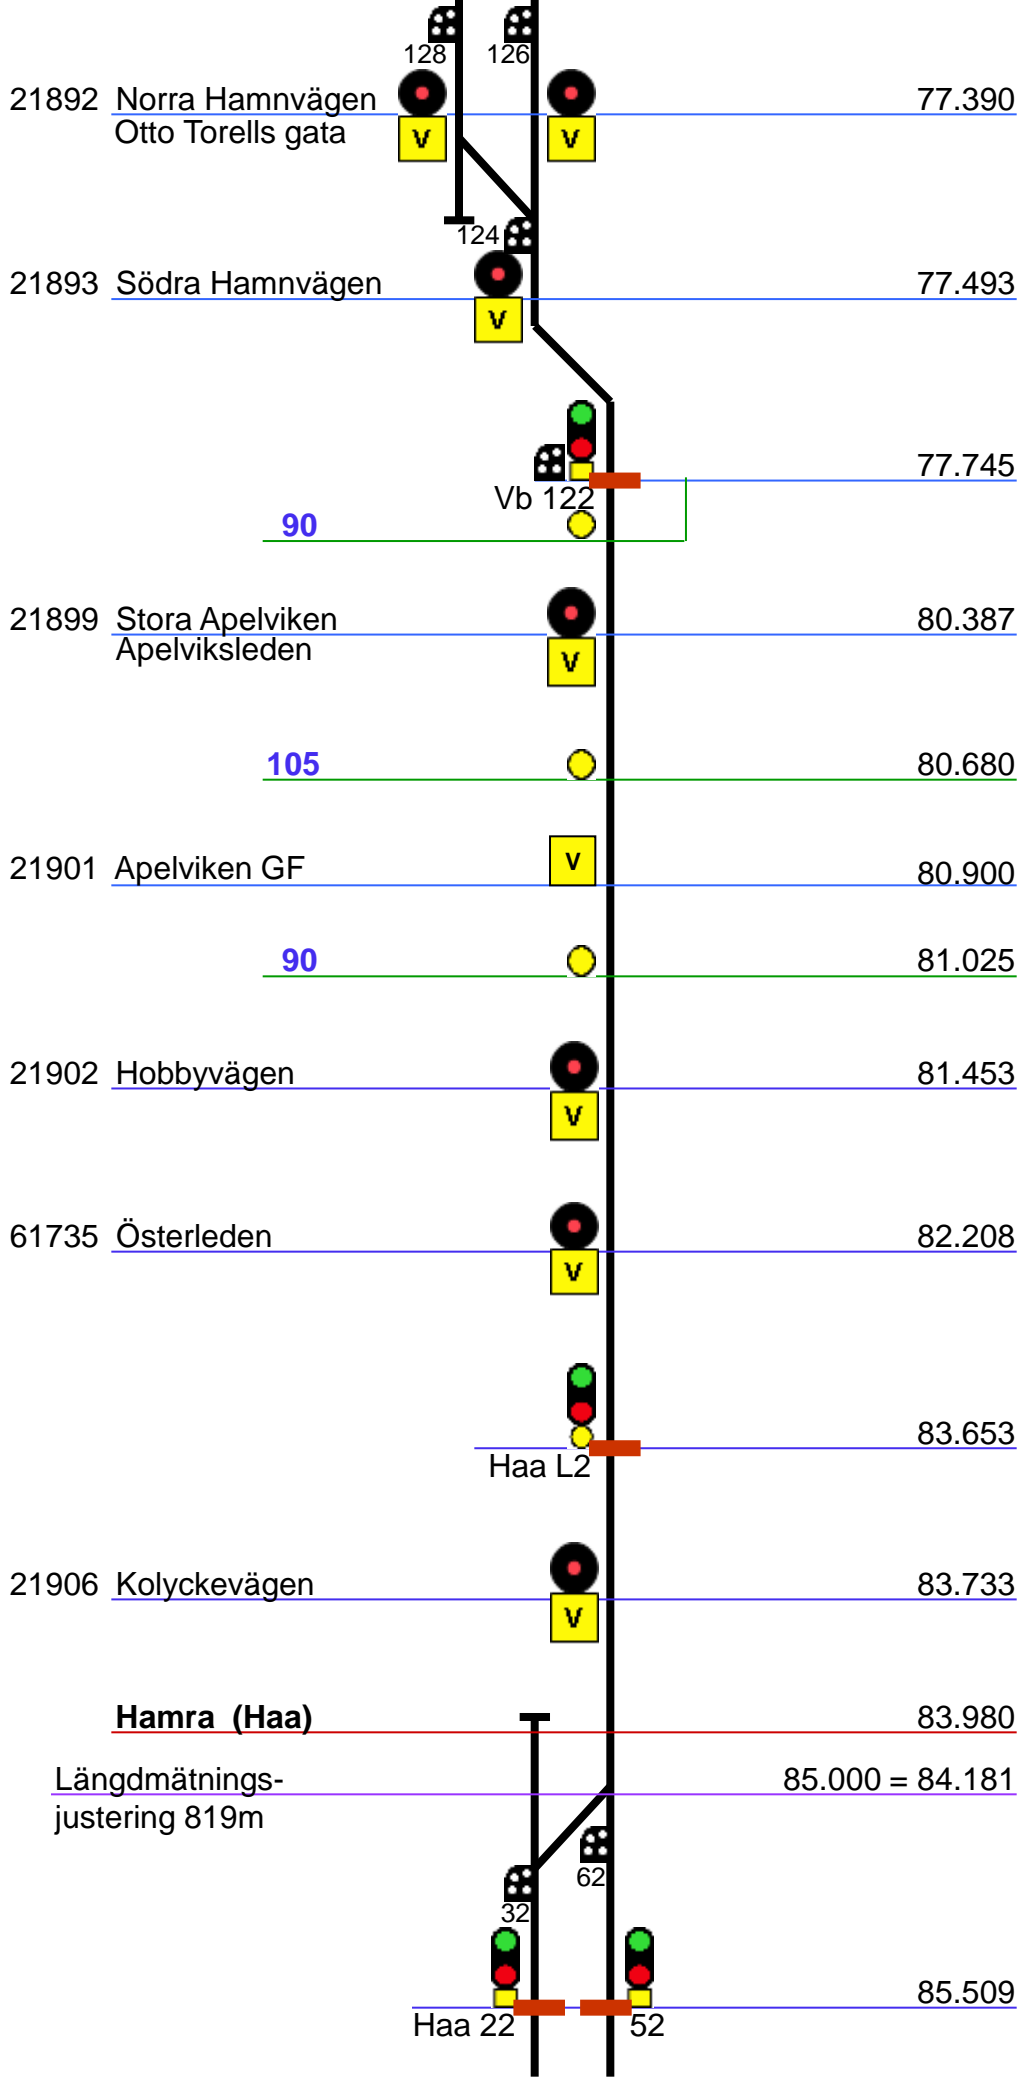 128 126
21892 Norra Hamnvägen 77.390
Otto Torells gata
V V
124
21893 Södra Hamnvägen 77.493
V
77.745
Vb 122
90
21899 Stora Apelviken 80.387
Apelviksleden
V
105 80.680
21901 Apelviken GF V 80.900
90 81.025
21902 Hobbyvägen 81.453
V
61735 Österleden 82.208
V
83.653
Haa L2
21906 Kolyckevägen 83.733
V
Hamra (Haa) 83.980
Längdmätnings- 85.000 = 84.181
justering 819m
62
32
85.509
Haa 22 52